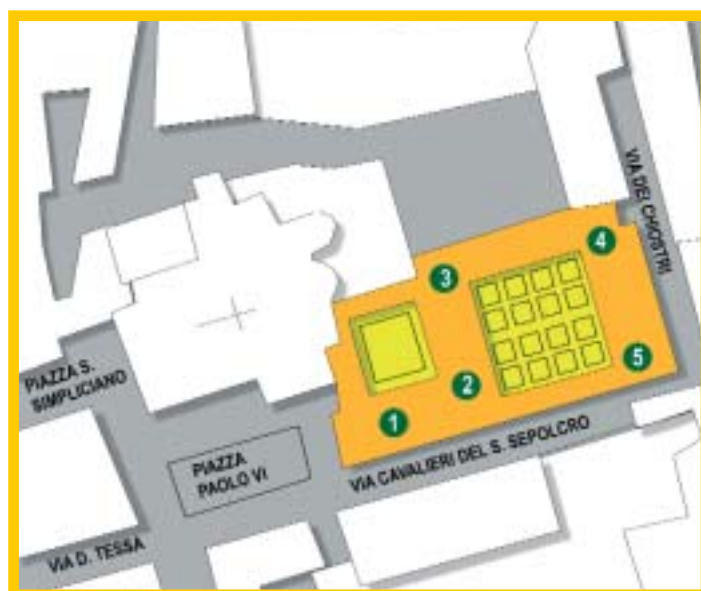 VIA DEI CHIOSTRI
4
3
5
2
1
PIAZZA S.
SIMPLICIANO
VIA CAVALIERI DEL S. SEPOLCRO
PIAZZA
PAOLO VI
VIA D. TESSA